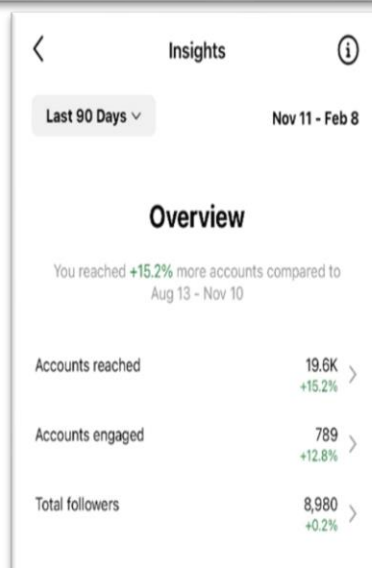 Insights
Last 90 Days
Nov 11 - Feb 8
Overview
You reached +15.2% more accounts compared to
Aug 13 - Nov 10
Accounts reached
19.6K
+15.2%
Accounts engaged
789
+12.8%
Total followers
8,980
+0.2%